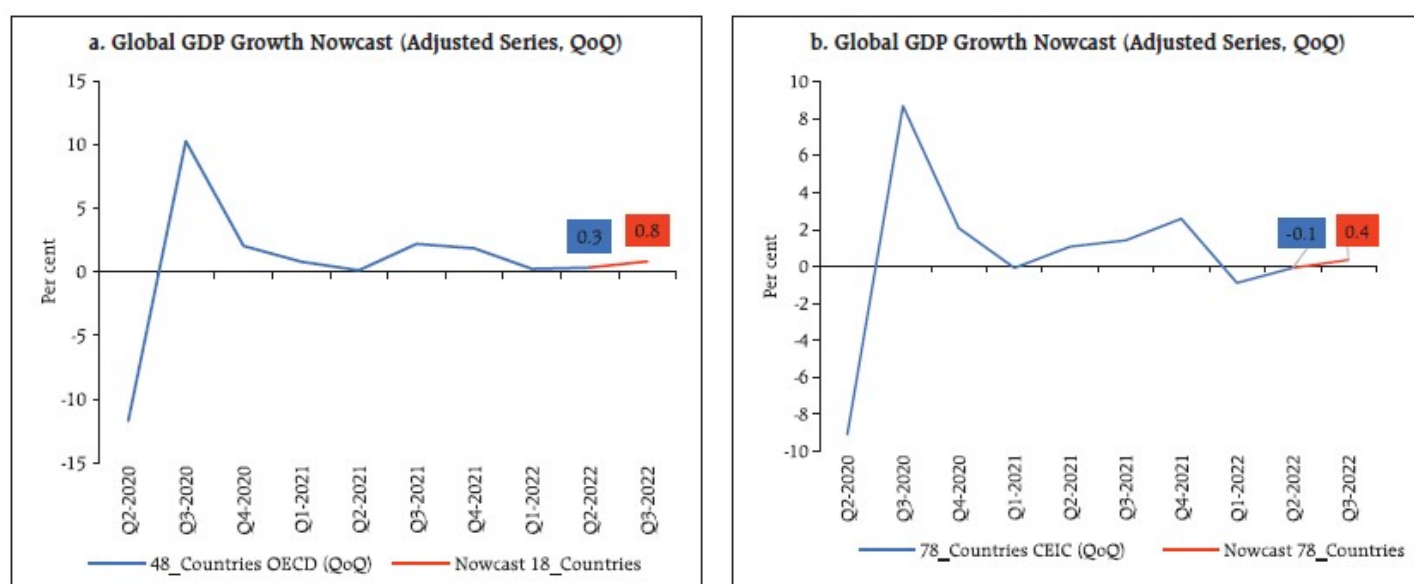 a. Global GDP Growth Nowcast (Adjusted Series, QoQ)
15
10
5
0
-5
-10
-15
Per cent
0.3
0.8
Q2-2020
Q3-2020
Q4-2020
Q1-2021
Q2-2021
Q3-2021
Q4-2021
Q1-2022
Q2-2022
Q3-2022
48_Countries OECD (QoQ) Nowcast 18_Countries
b. Global GDP Growth Nowcast (Adjusted Series, QoQ)
10
8
6
4
2
0
-2
-4
-6
-8
-10
Per cent
-0.1
0.4
Q2-2020
Q3-2020
Q4-2020
Q1-2021
Q2-2021
Q3-2021
Q4-2021
Q1-2022
Q2-2022
Q3-2022
78_Countries CEIC (QoQ) Nowcast 78_Countries